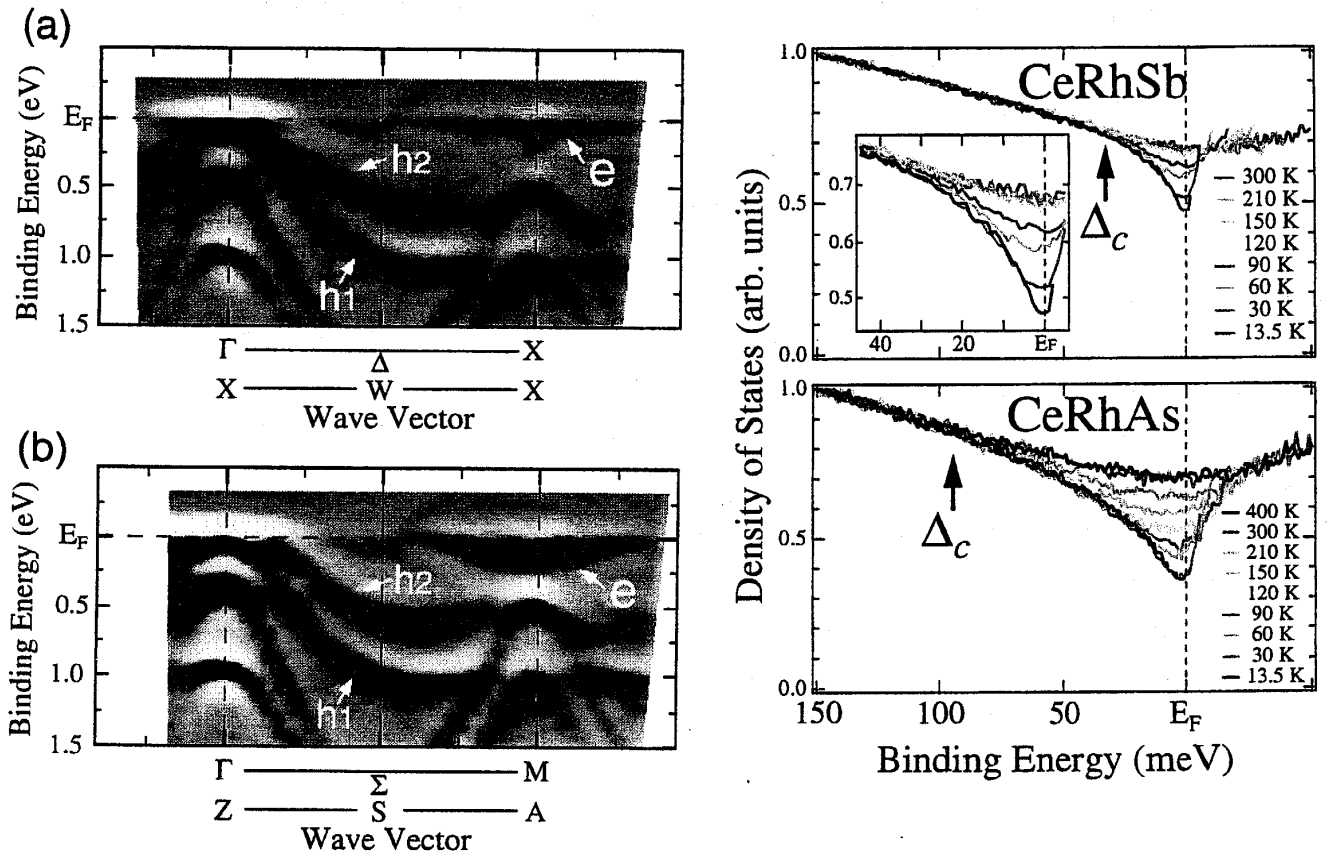 (a)
Binding Energy (eV)
E_F
0.5
1.0
1.5
h2
e
h1
Γ Δ X
X W X
Wave Vector
(b)
Binding Energy (eV)
E_F
0.5
1.0
1.5
h2
e
h1
Γ Σ M
Z S A
Wave Vector
Density of States (arb. units)
1.0
0.5
0.0
CeRhSb
Δc
0.7
0.6
0.5
40 20 E_F
300 K
210 K
150 K
120 K
90 K
60 K
30 K
13.5 K
1.0
0.5
0.0
CeRhAs
Δc
400 K
300 K
210 K
150 K
120 K
90 K
60 K
30 K
13.5 K
150 100 50 E_F
Binding Energy (meV)